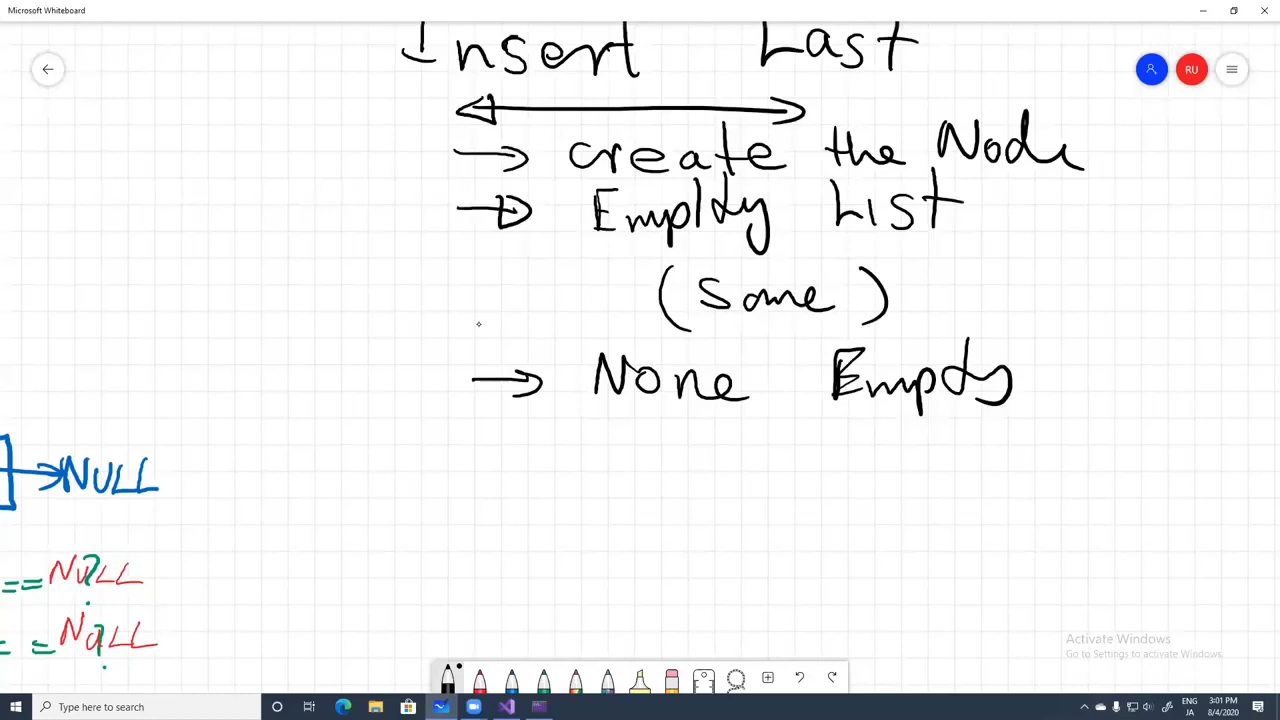 Microsoft Whiteboard
Insert Last
RU
→ create the Node
→ Empty List
(Same)
→ None Empty
→NULL
== NULL
?
= = NULL
?
Activate Windows
Go to Settings to activate Windows.
Type here to search
ENG
JA
3:01 PM
8/4/2020